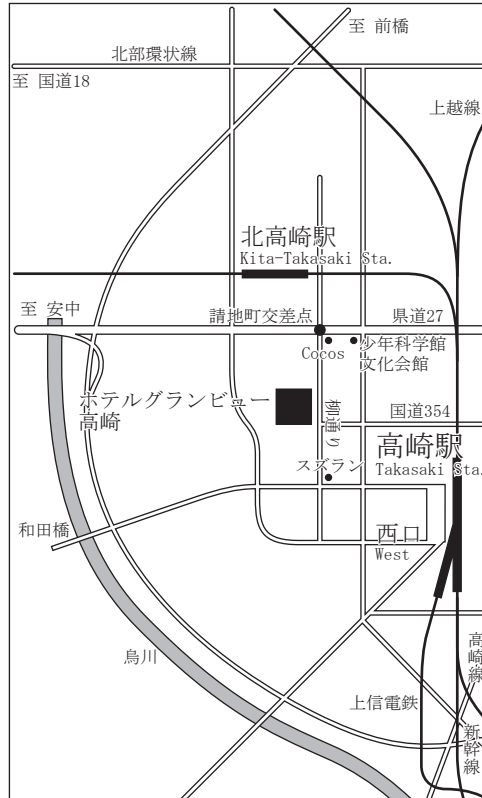 至 前橋
北部環状線
至 国道18
上越線
北高崎駅
Kita-Takasaki Sta.
至 安中
請地町交差点
県道27
Cocos
少年科学館
文化会館
ホテルグランビュー
高崎
柳通り
国道354
高崎駅
Takasaki Sta.
スズラン
和田橋
西口
West
烏川
高崎線
上信電鉄
新幹線